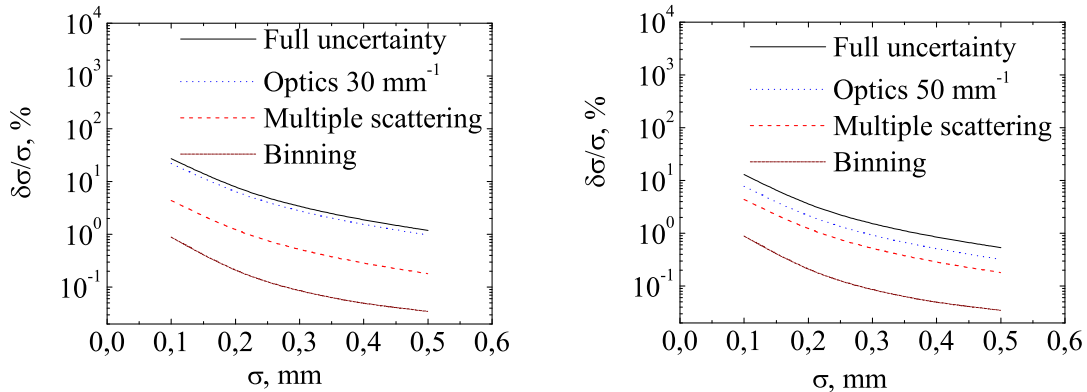 10^4
10^3
10^2
10^1
10^0
10^-1
δσ/σ, %
Full uncertainty
Optics 30 mm^-1
Multiple scattering
Binning
0,0 0,1 0,2 0,3 0,4 0,5 0,6
σ, mm
10^4
10^3
10^2
10^1
10^0
10^-1
δσ/σ, %
Full uncertainty
Optics 50 mm^-1
Multiple scattering
Binning
0,0 0,1 0,2 0,3 0,4 0,5 0,6
σ, mm